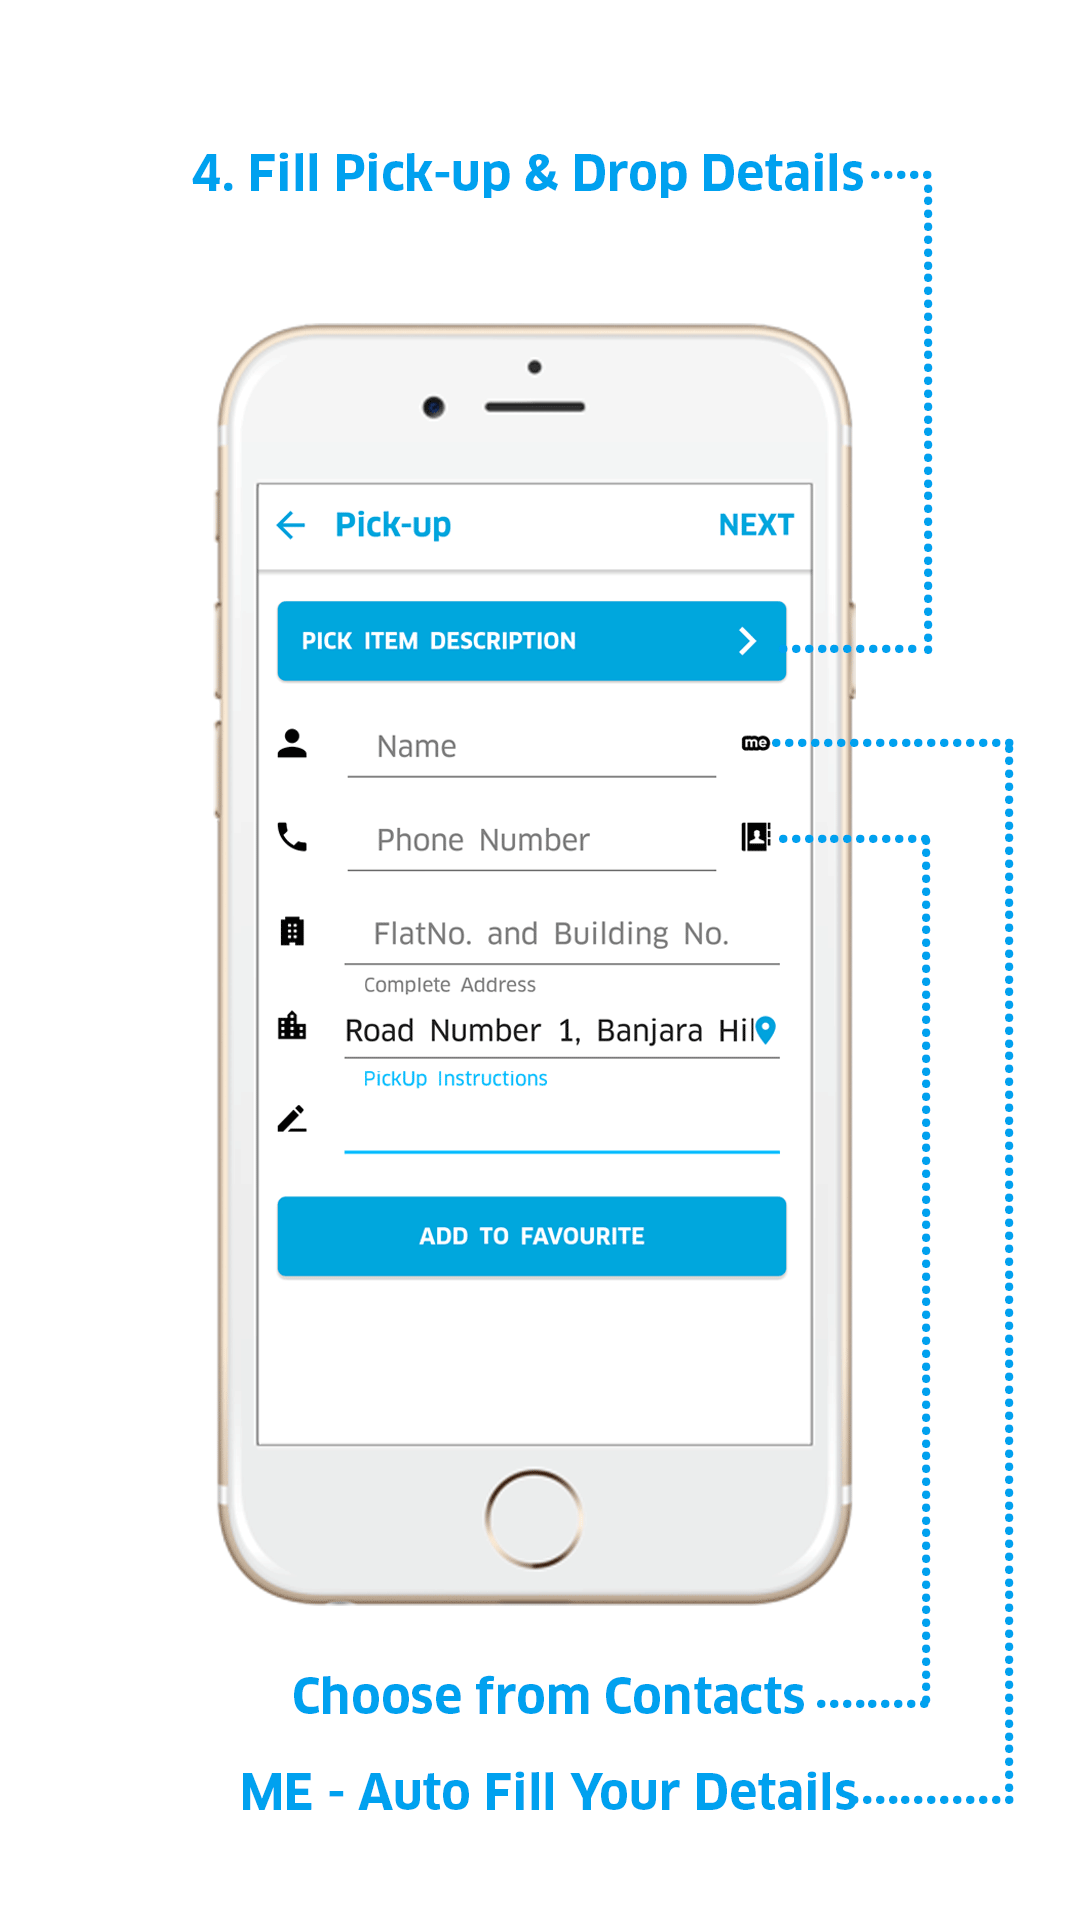 4. Fill Pick-up & Drop Details
Pick-up
NEXT
PICK ITEM DESCRIPTION
Name
me
Phone Number
FlatNo. and Building No.
Complete Address
Road Number 1, Banjara Hil
PickUp Instructions
ADD TO FAVOURITE
Choose from Contacts
ME - Auto Fill Your Details